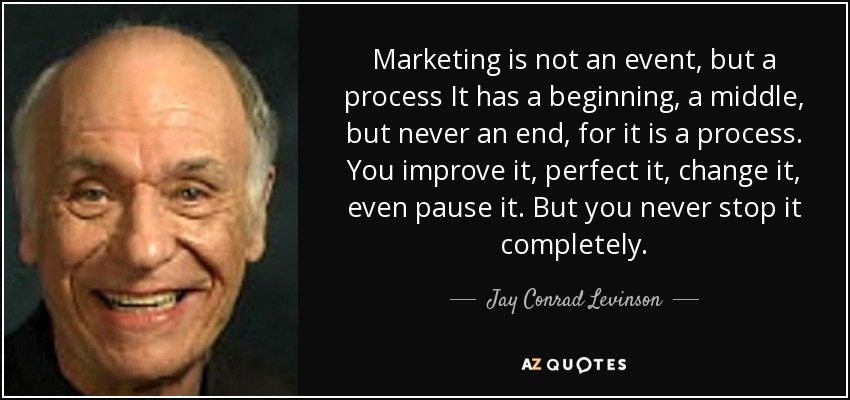 Marketing is not an event, but a
process It has a beginning, a middle,
but never an end, for it is a process.
You improve it, perfect it, change it,
even pause it. But you never stop it
completely.
Jay Conrad Levinson
AZ QUOTES